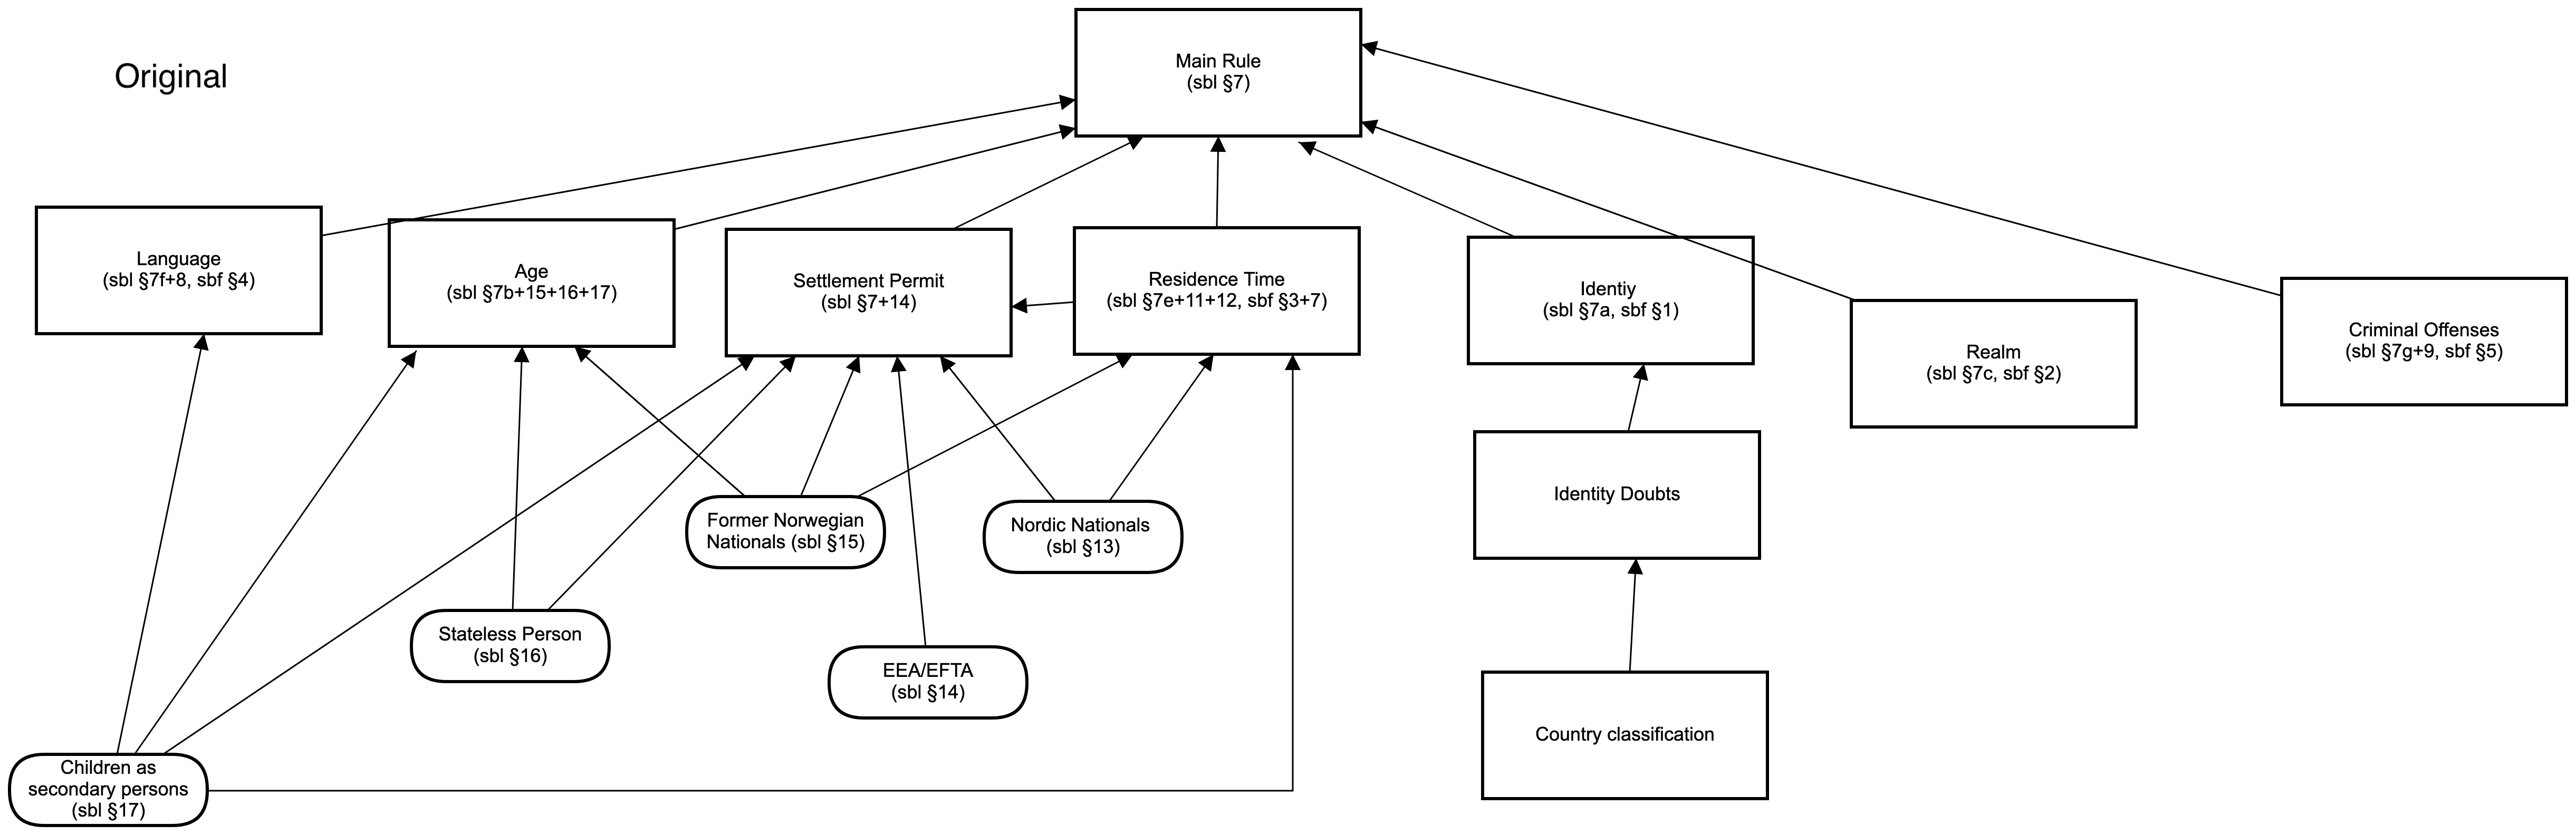 Original
Main Rule
(sbl §7)
Language
(sbl §7f+8, sbf §4)
Age
(sbl §7b+15+16+17)
Settlement Permit
(sbl §7+14)
Residence Time
(sbl §7e+11+12, sbf §3+7)
Identiy
(sbl §7a, sbf §1)
Realm
(sbl §7c, sbf §2)
Criminal Offenses
(sbl §7g+9, sbf §5)
Identity Doubts
Former Norwegian
Nationals (sbl §15)
Nordic Nationals
(sbl §13)
Stateless Person
(sbl §16)
EEA/EFTA
(sbl §14)
Country classification
Children as
secondary persons
(sbl §17)